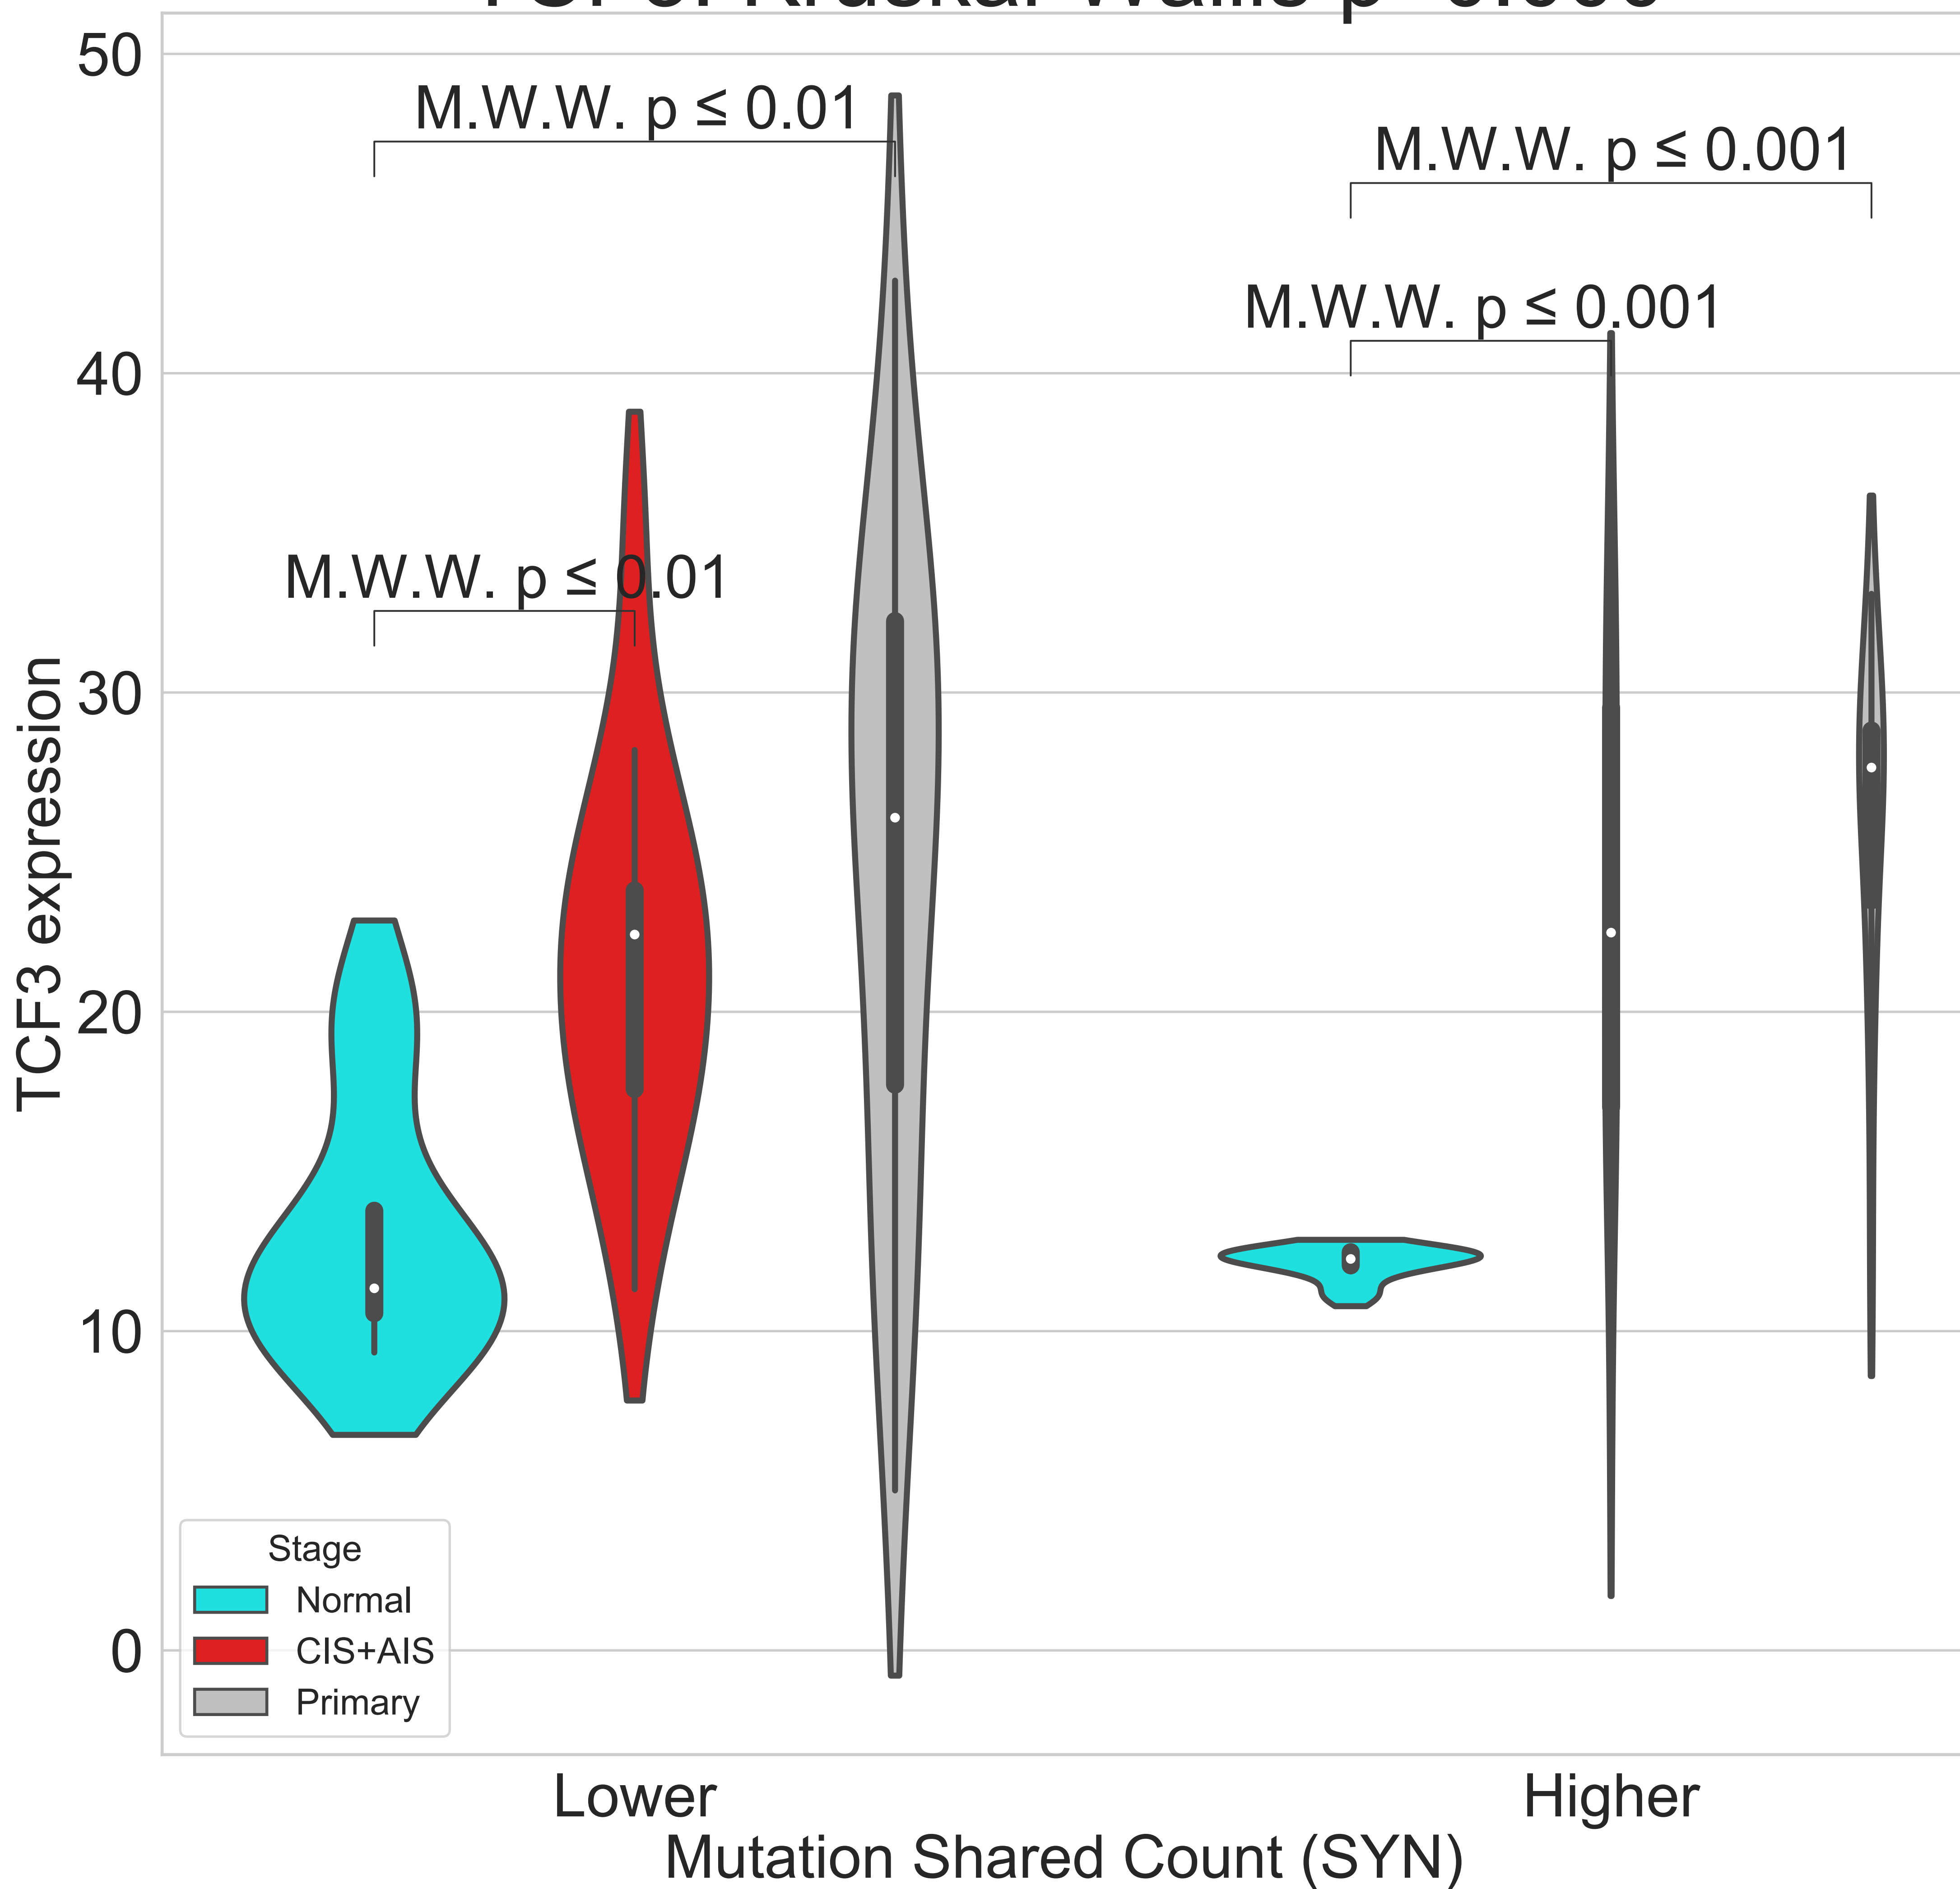 50
40
30
20
10
0
TCF3 expression
M.W.W. p ≤ 0.01
M.W.W. p ≤ 0.001
M.W.W. p ≤ 0.001
M.W.W. p ≤ 0.01
Stage
Normal
CIS+AIS
Primary
Lower
Higher
Mutation Shared Count (SYN)